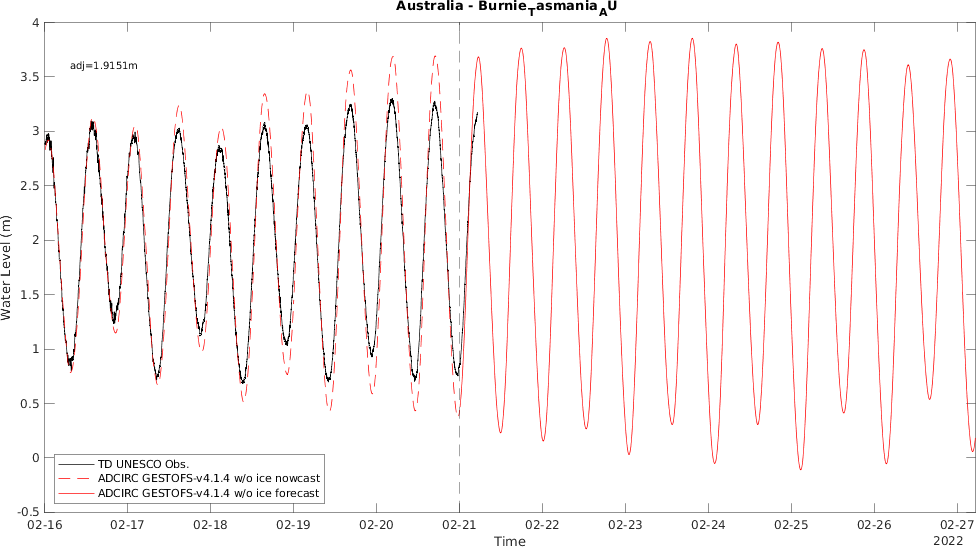 Australia - Burnie_Tasmania_AU
4
3.5
adj=1.9151m
3
2.5
2
Water Level (m)
1.5
1
0.5
0
TD UNESCO Obs.
ADCIRC GESTOFS-v4.1.4 w/o ice nowcast
ADCIRC GESTOFS-v4.1.4 w/o ice forecast
-0.5
02-16 02-17 02-18 02-19 02-20 02-21 02-22 02-23 02-24 02-25 02-26 02-27
Time
2022